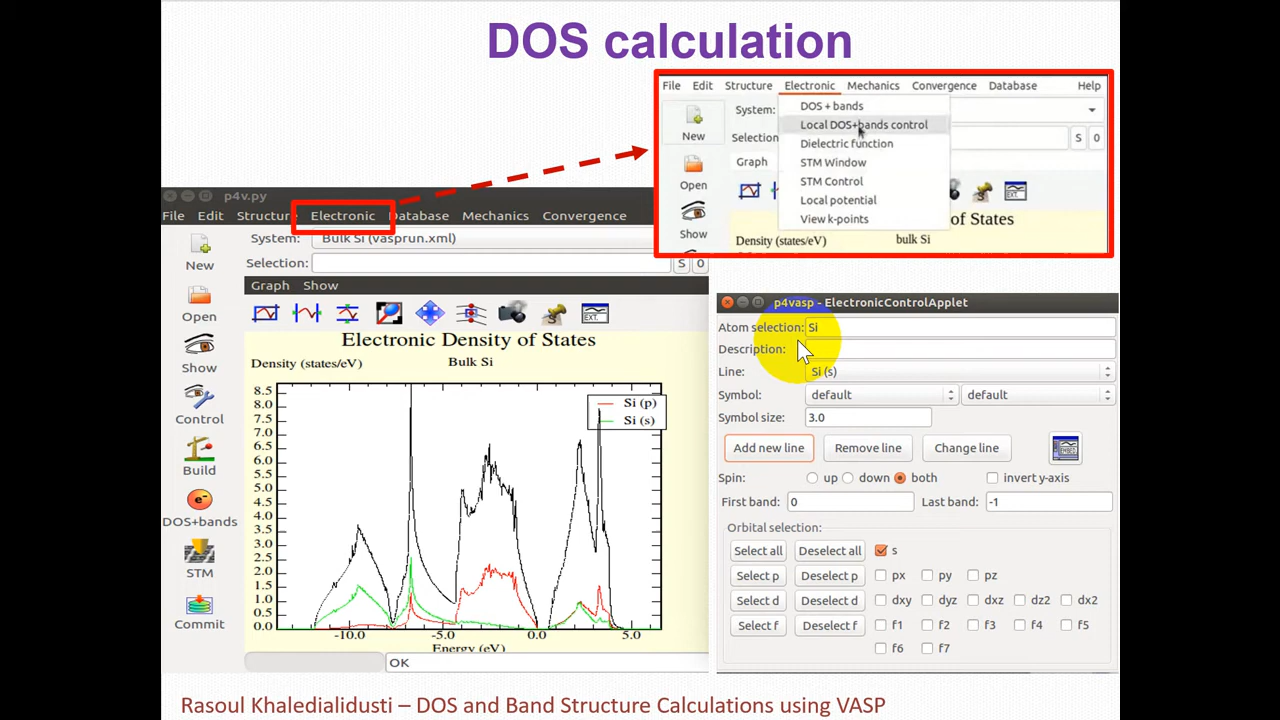 DOS calculation
File Edit Structure Electronic Mechanics Convergence Database Help
System:
DOS + bands
New
Selection
Local DOS+bands control
S 0
Dielectric function
Graph
STM Window
Open
STM Control
Local potential
Show
View k-points
of States
Density (states/eV) bulk Si
p4v.py
File Edit Structur Electronic Database Mechanics Convergence
System: Bulk Si (vasprun.xml)
New
Selection: S 0
Graph Show
Open
EXT.
Show
Control
Build
DOS+bands
STM
Commit
Electronic Density of States
Density (states/eV) Bulk Si
8.5
8.0
7.5
7.0
6.5
6.0
5.5
5.0
4.5
4.0
3.5
3.0
2.5
2.0
1.5
1.0
0.5
0.0
Si (p)
Si (s)
-10.0 -5.0 0.0 5.0
Energy (eV)
OK
p4vasp - ElectronicControlApplet
Atom selection: Si
Description:
Line: Si (s)
Symbol: default default
Symbol size: 3.0
Add new line Remove line Change line
Spin: up down both invert y-axis
First band: 0 Last band: -1
Orbital selection:
Select all Deselect all s
Select p Deselect p px py pz
Select d Deselect d dxy dyz dxz dz2 dx2
Select f Deselect f f1 f2 f3 f4 f5
f6 f7
Rasoul Khaledialidusti – DOS and Band Structure Calculations using VASP